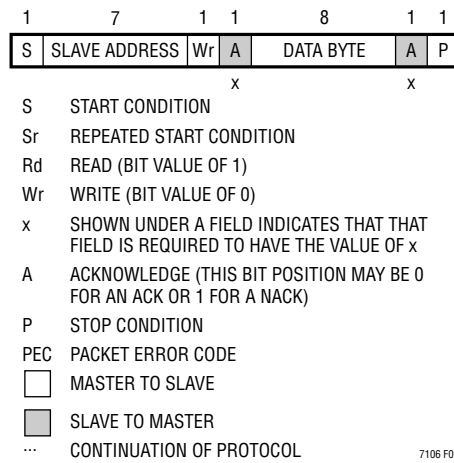 1 7 1 1 8 1 1
S SLAVE ADDRESS Wr A DATA BYTE A P
x x
S START CONDITION
Sr REPEATED START CONDITION
Rd READ (BIT VALUE OF 1)
Wr WRITE (BIT VALUE OF 0)
x SHOWN UNDER A FIELD INDICATES THAT THAT
FIELD IS REQUIRED TO HAVE THE VALUE OF x
A ACKNOWLEDGE (THIS BIT POSITION MAY BE 0
FOR AN ACK OR 1 FOR A NACK)
P STOP CONDITION
PEC PACKET ERROR CODE
MASTER TO SLAVE
SLAVE TO MASTER
... CONTINUATION OF PROTOCOL
7106